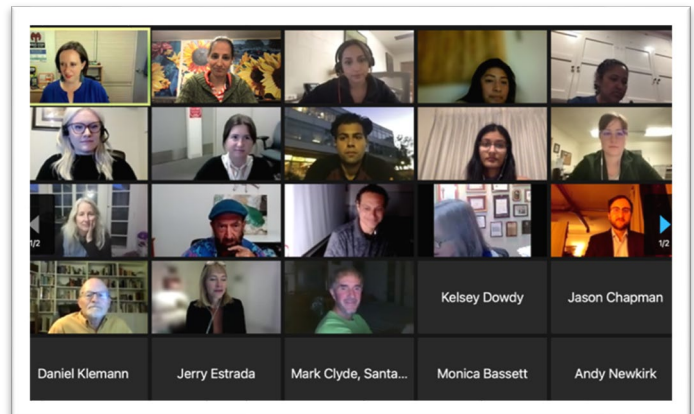 1/2
1/2
Kelsey Dowdy
Jason Chapman
Daniel Klemann
Jerry Estrada
Mark Clyde, Santa...
Monica Bassett
Andy Newkirk